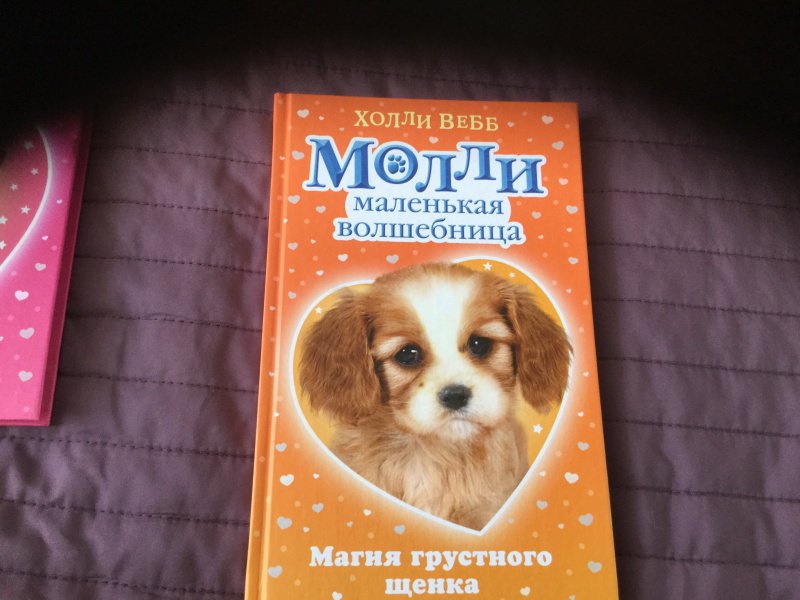 ХОЛЛИ ВЕББ
МОЛЛИ
маленькая
волшебница
Магия грустного
щенка